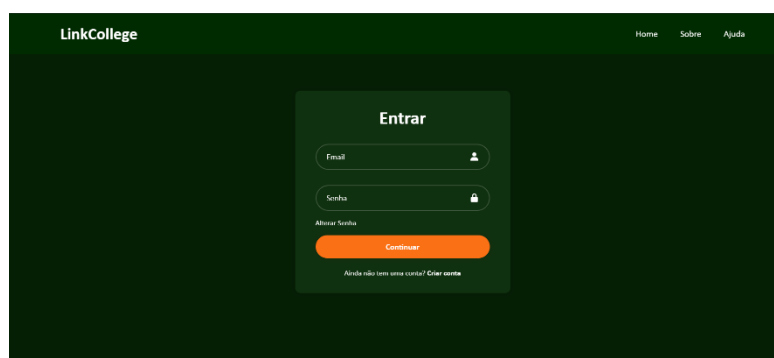 LinkCollege Home Sobre Ajuda
Entrar
Email
Senha
Alterar Senha
Continuar
Ainda não tem uma conta? Criar conta